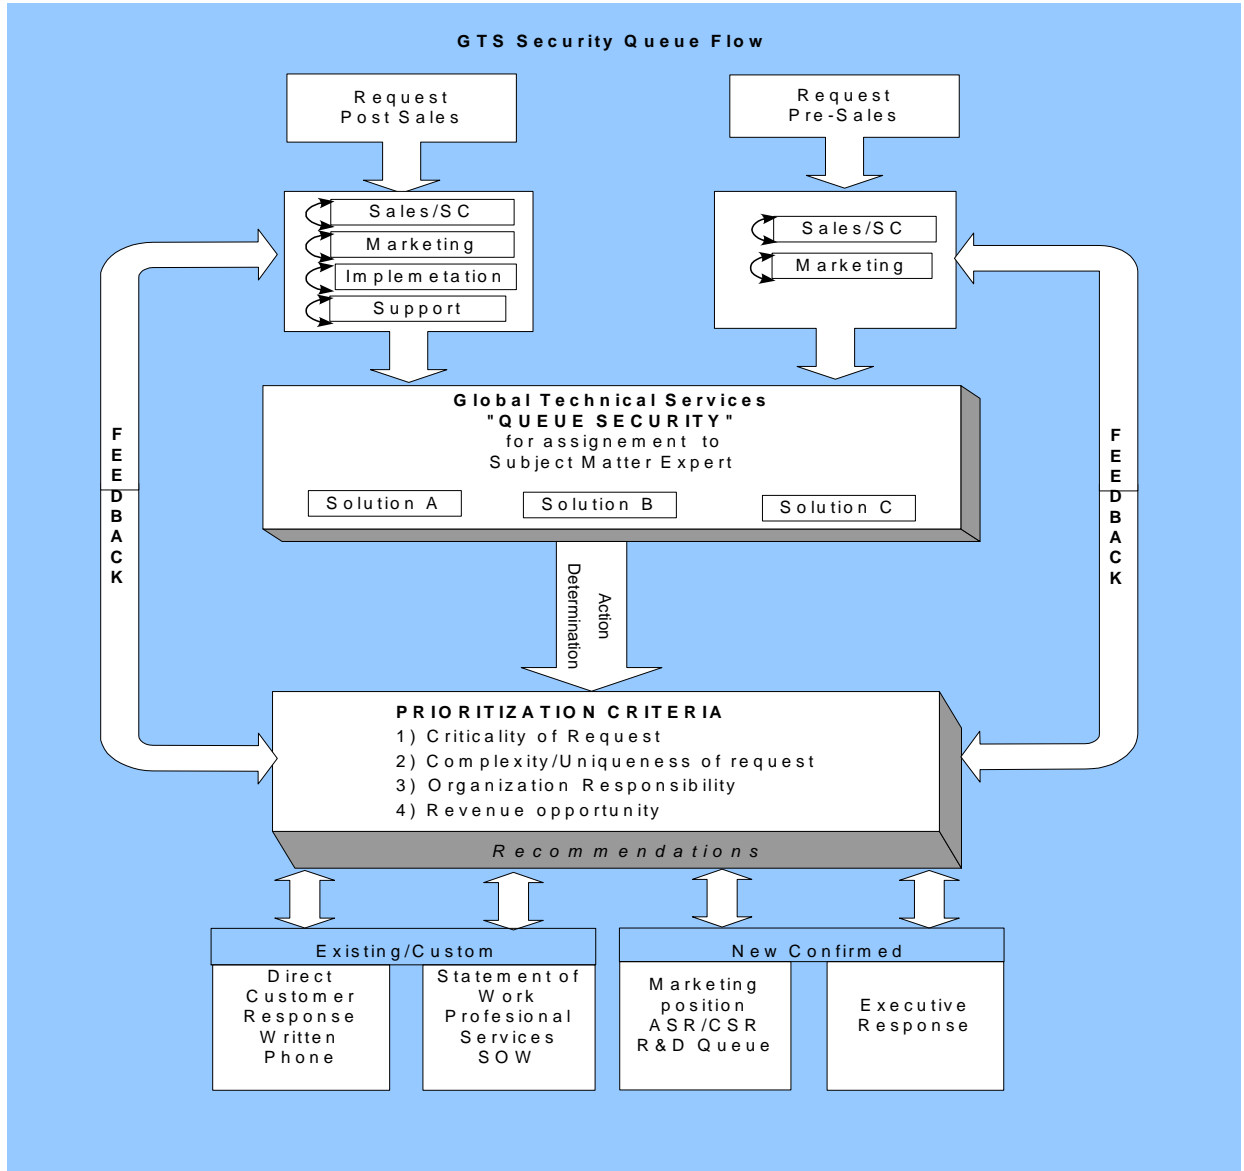 GTS Security Queue Flow
Request
Post Sales
Request
Pre-Sales
Sales/SC
Marketing
Implemetation
Support
Sales/SC
Marketing
Global Technical Services
"QUEUE SECURITY"
for assignement to
Subject Matter Expert
Solution A
Solution B
Solution C
FEEDBACK
FEEDBACK
Action
Determination
PRIORITIZATION CRITERIA
1) Criticality of Request
2) Complexity/Uniqueness of request
3) Organization Responsibility
4) Revenue opportunity
Recommendations
Existing/Custom
New Confirmed
Direct
Customer
Response
Written
Phone
Statement of
Work
Profesional
Services
SOW
Marketing
position
ASR/CSR
R&D Queue
Executive
Response